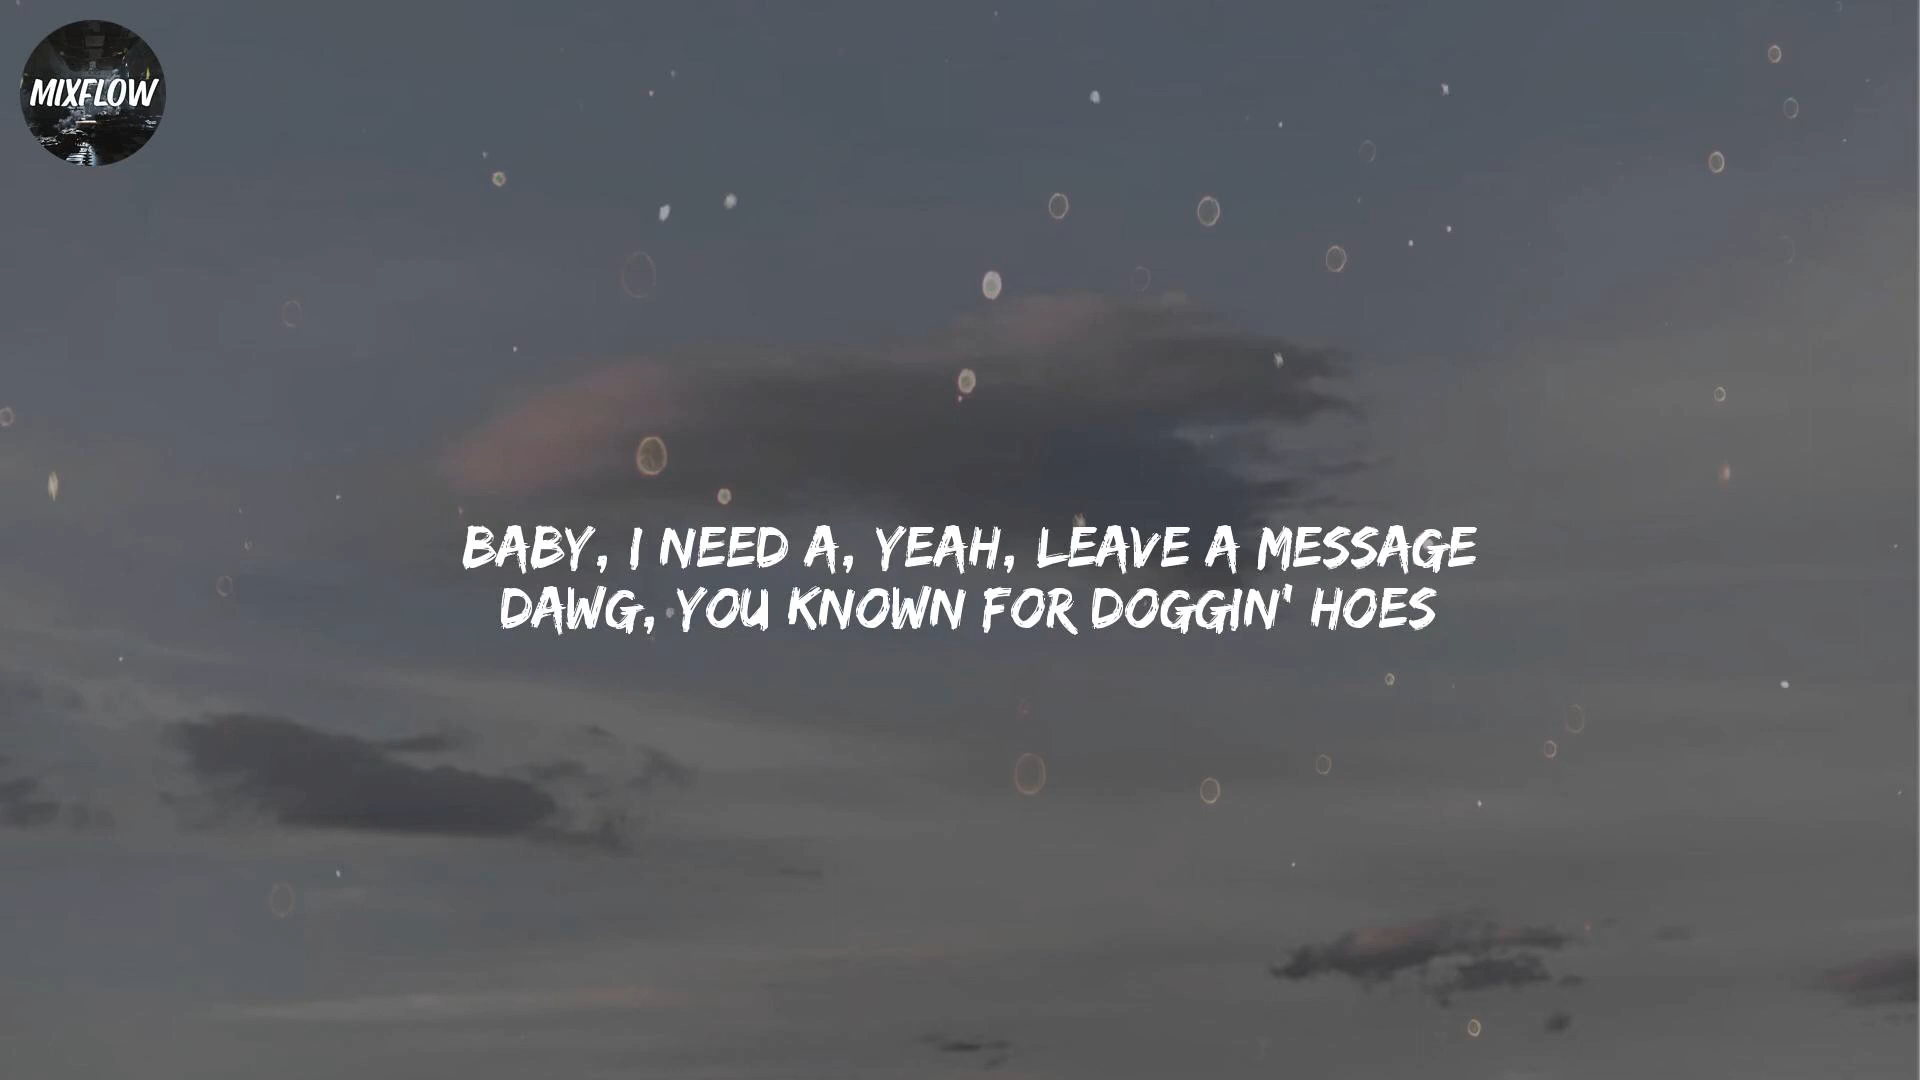 MIXFLOW
BABY, I NEED A, YEAH, LEAVE A MESSAGE
DAWG, YOU KNOWN FOR DOGGIN' HOES